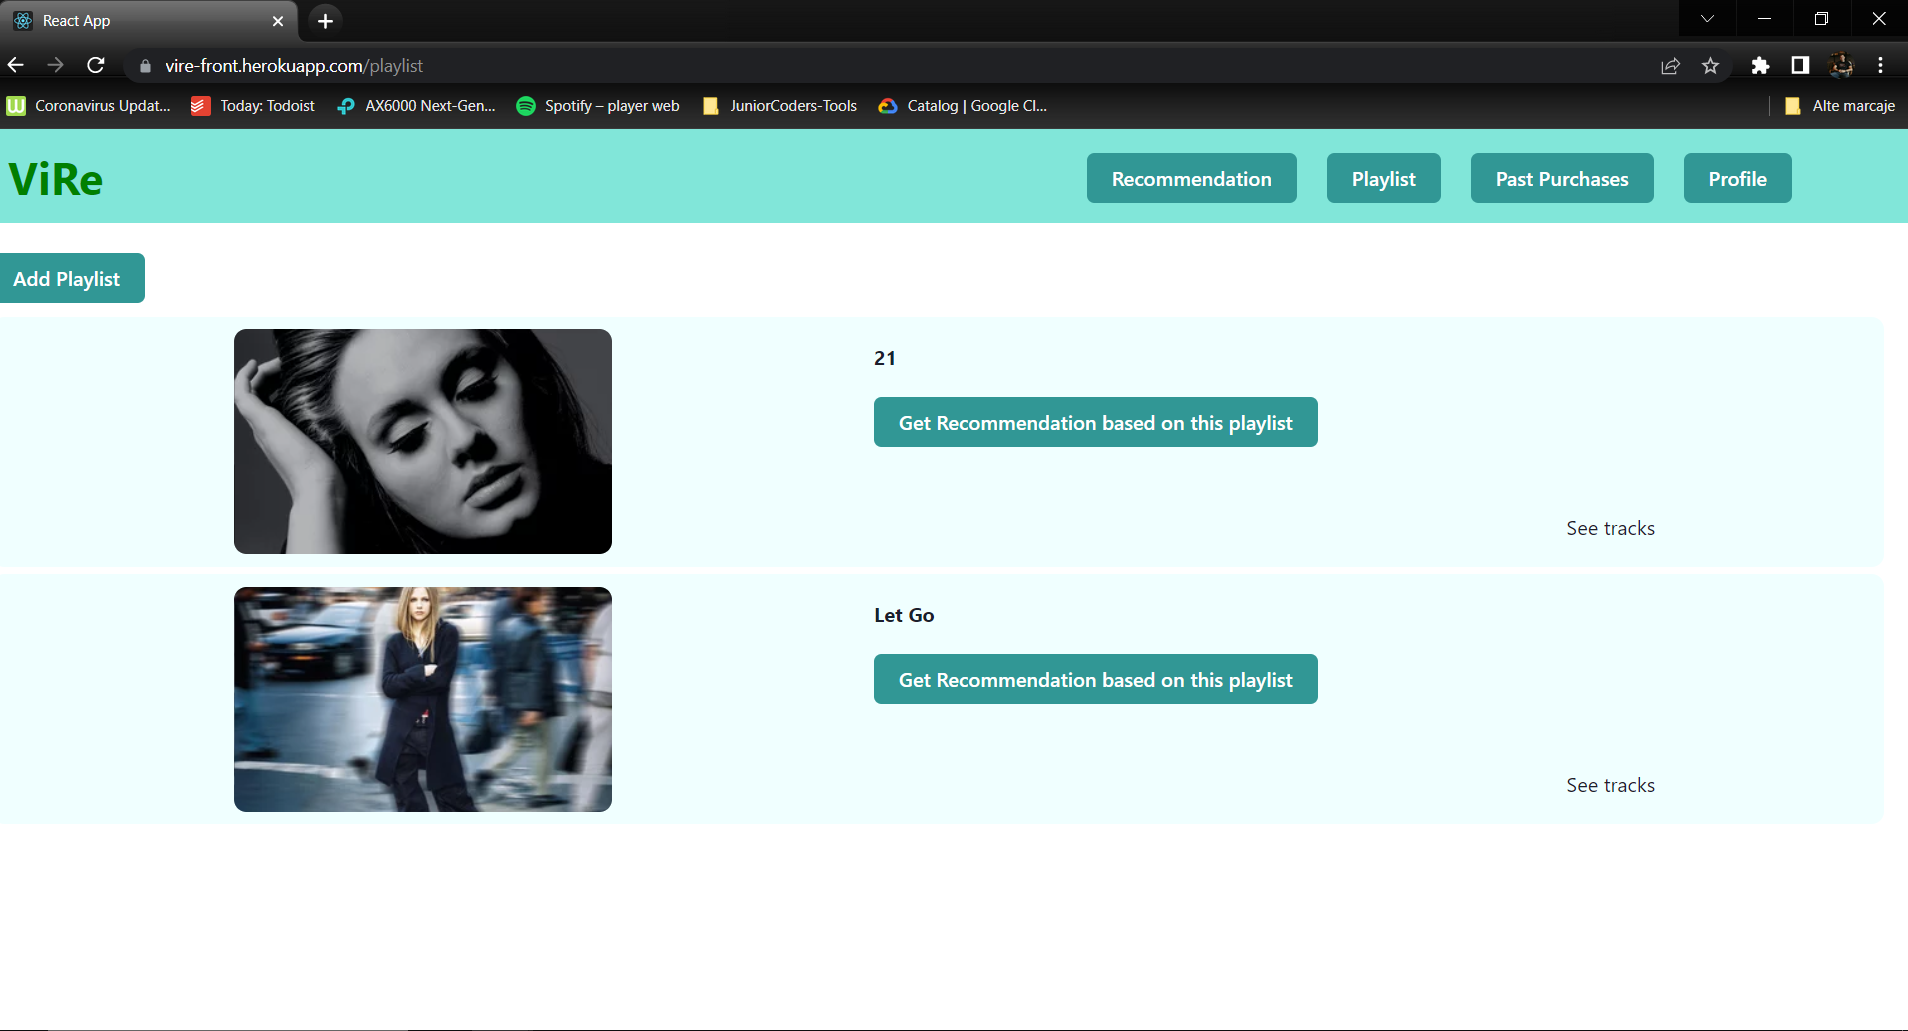 React App
vire-front.herokuapp.com/playlist
Coronavirus Updat... Today: Todoist AX6000 Next-Gen... Spotify – player web JuniorCoders-Tools Catalog | Google Cl... Alte marcaje
ViRe Recommendation Playlist Past Purchases Profile
Add Playlist
21
Get Recommendation based on this playlist
See tracks
Let Go
Get Recommendation based on this playlist
See tracks